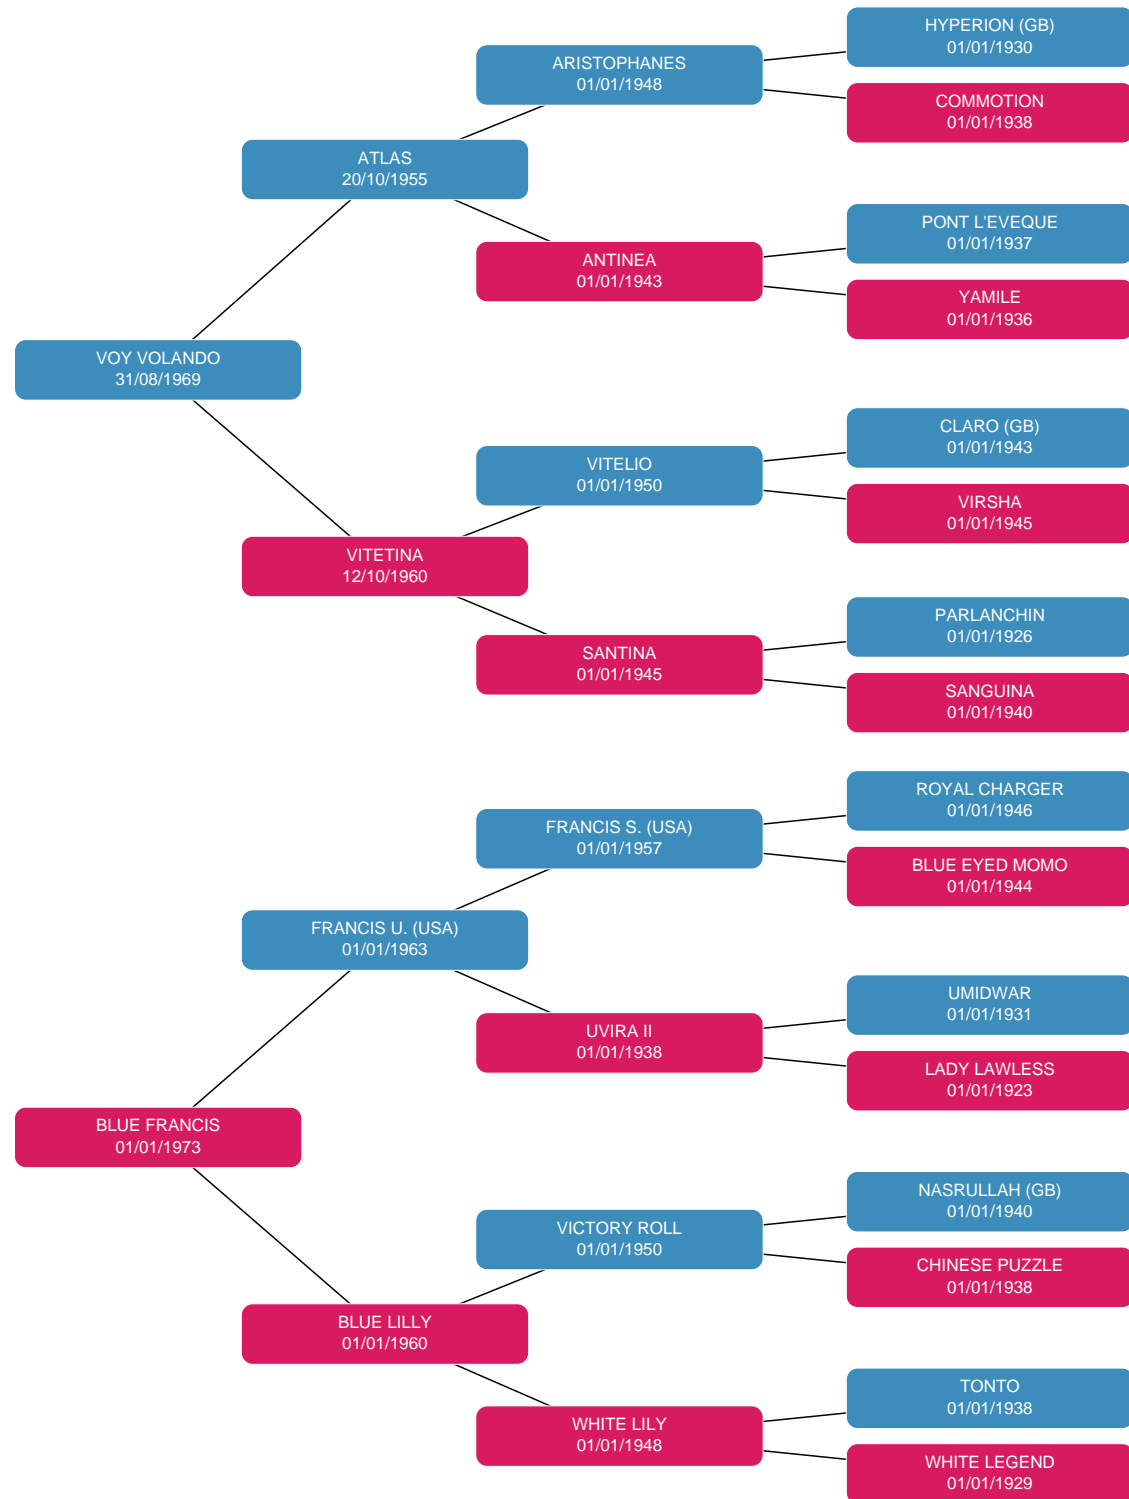 HYPERION (GB)
01/01/1930
ARISTOPHANES
01/01/1948
COMMOTION
01/01/1938
ATLAS
20/10/1955
PONT L'EVEQUE
01/01/1937
ANTINEA
01/01/1943
YAMILE
01/01/1936
VOY VOLANDO
31/08/1969
CLARO (GB)
01/01/1943
VITELIO
01/01/1950
VIRSHA
01/01/1945
VITETINA
12/10/1960
PARLANCHIN
01/01/1926
SANTINA
01/01/1945
SANGUINA
01/01/1940
ROYAL CHARGER
01/01/1946
FRANCIS S. (USA)
01/01/1957
BLUE EYED MOMO
01/01/1944
FRANCIS U. (USA)
01/01/1963
UMIDWAR
01/01/1931
UVIRA II
01/01/1938
LADY LAWLESS
01/01/1923
BLUE FRANCIS
01/01/1973
NASRULLAH (GB)
01/01/1940
VICTORY ROLL
01/01/1950
CHINESE PUZZLE
01/01/1938
BLUE LILLY
01/01/1960
TONTO
01/01/1938
WHITE LILY
01/01/1948
WHITE LEGEND
01/01/1929